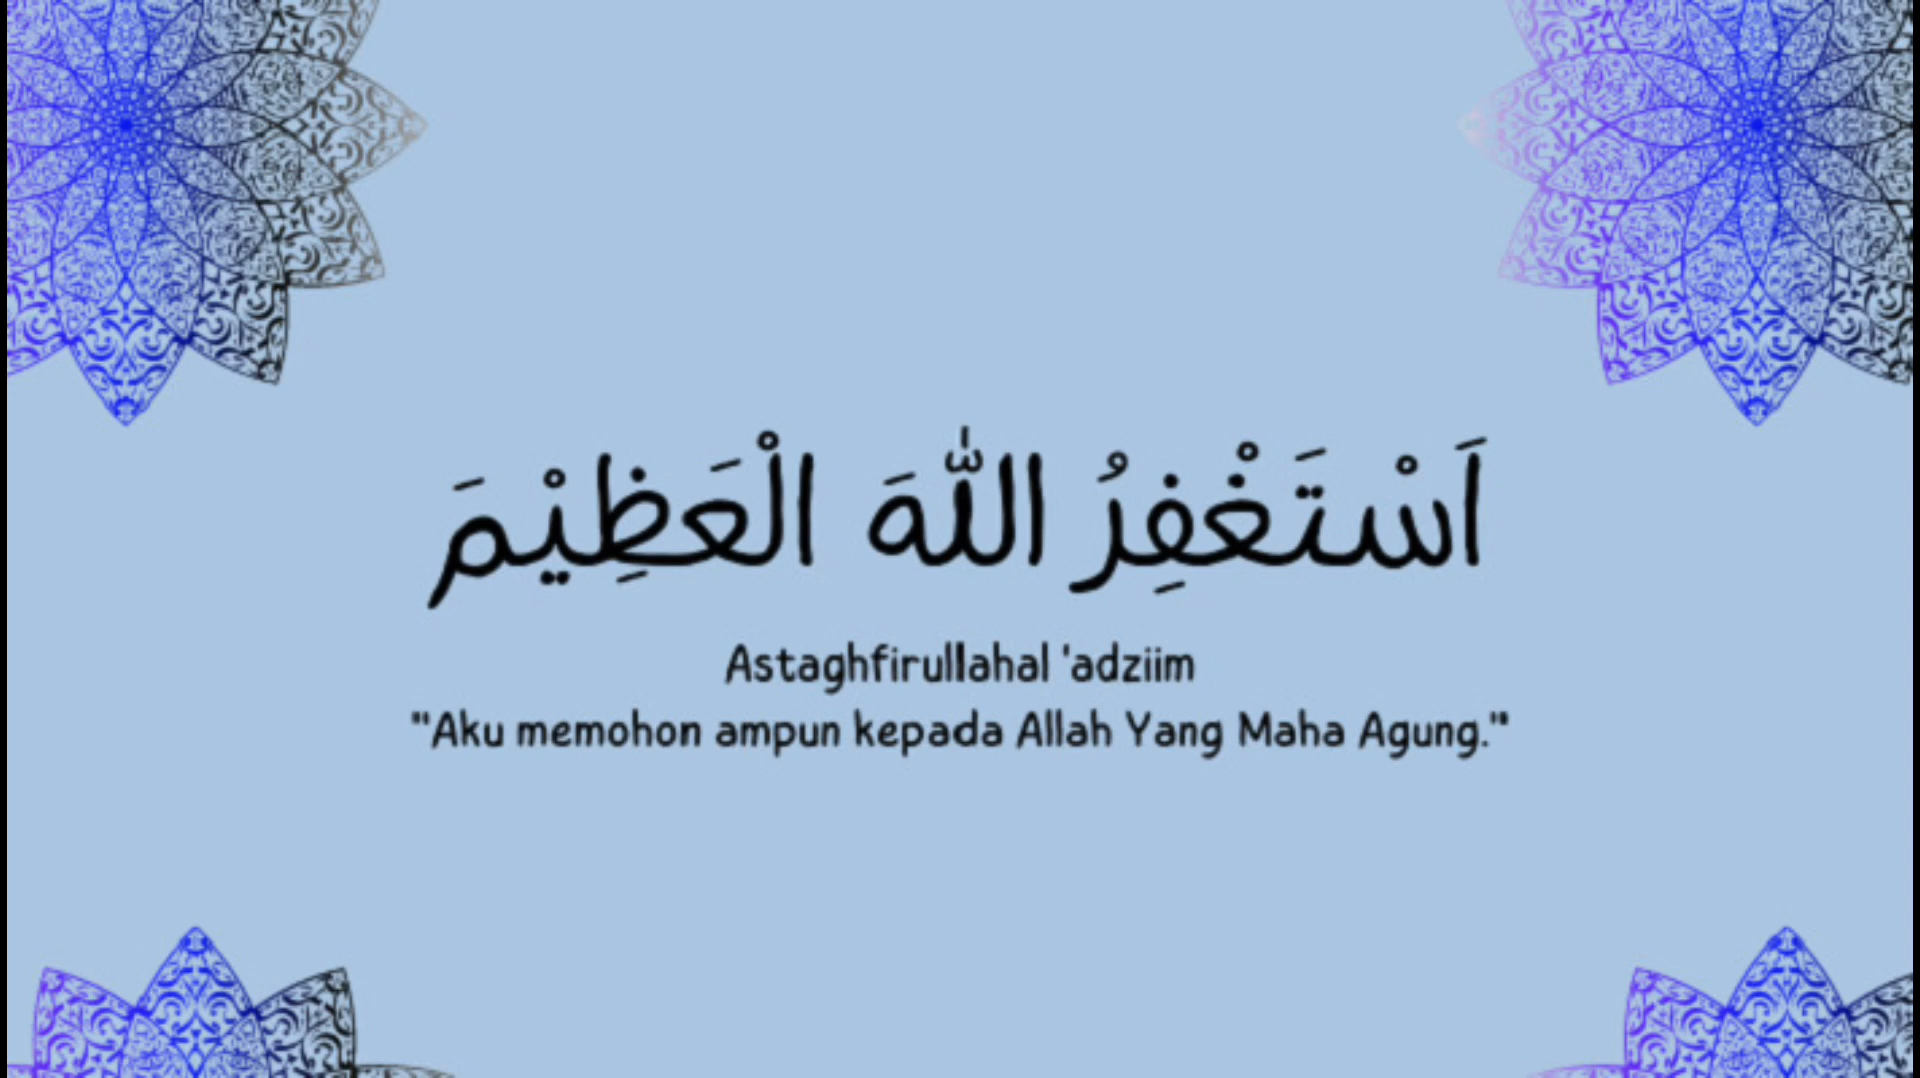 اَسْتَغْفِرُ اللّٰهَ الْعَظِيْمَ
Astaghfirullahal 'adziim
"Aku memohon ampun kepada Allah Yang Maha Agung."